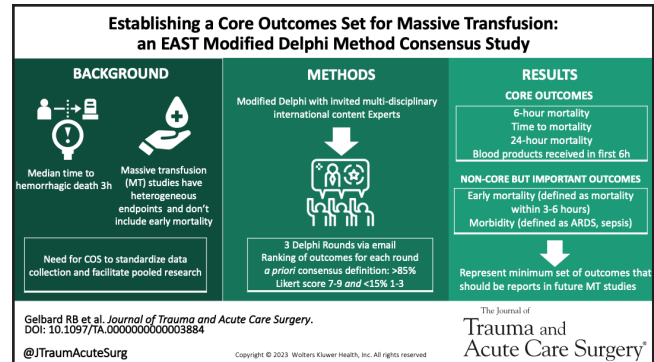 Establishing a Core Outcomes Set for Massive Transfusion:
an EAST Modified Delphi Method Consensus Study
BACKGROUND
Median time to
hemorrhagic death 3h
Massive transfusion
(MT) studies have
heterogeneous
endpoints and don't
include early mortality
Need for COS to standardize data
collection and facilitate pooled research
METHODS
Modified Delphi with invited multi-disciplinary
international content Experts
3 Delphi Rounds via email
Ranking of outcomes for each round
a priori consensus definition: >85%
Likert score 7-9 and <15% 1-3
RESULTS
CORE OUTCOMES
6-hour mortality
Time to mortality
24-hour mortality
Blood products received in first 6h
NON-CORE BUT IMPORTANT OUTCOMES
Early mortality (defined as mortality
within 3-6 hours)
Morbidity (defined as ARDS, sepsis)
Represent minimum set of outcomes that
should be reports in future MT studies
Gelbard RB et al. Journal of Trauma and
Acute Care Surgery.
DOI: 10.1097/TA.0000000000003884
@JTraumAcuteSurg
Copyright © 2023 Wolters Kluwer Health, Inc. All rights reserved
The Journal of
Trauma and
Acute Care Surgery®